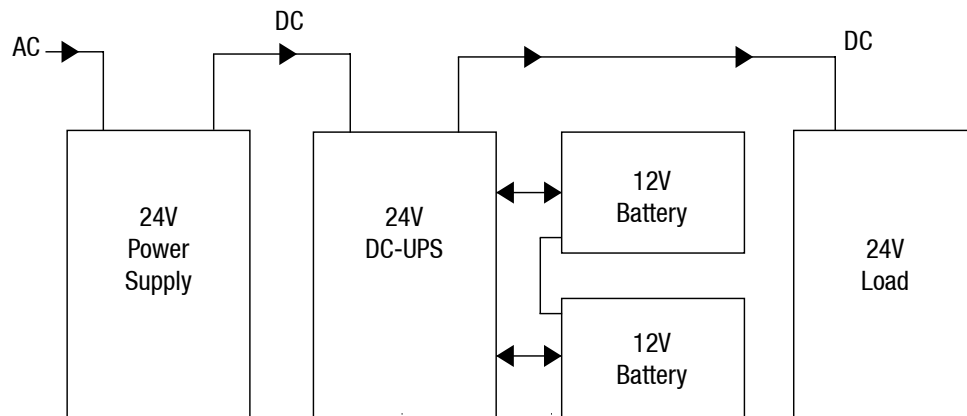 AC
DC
DC
24V
Power
Supply
24V
DC-UPS
12V
Battery
12V
Battery
24V
Load